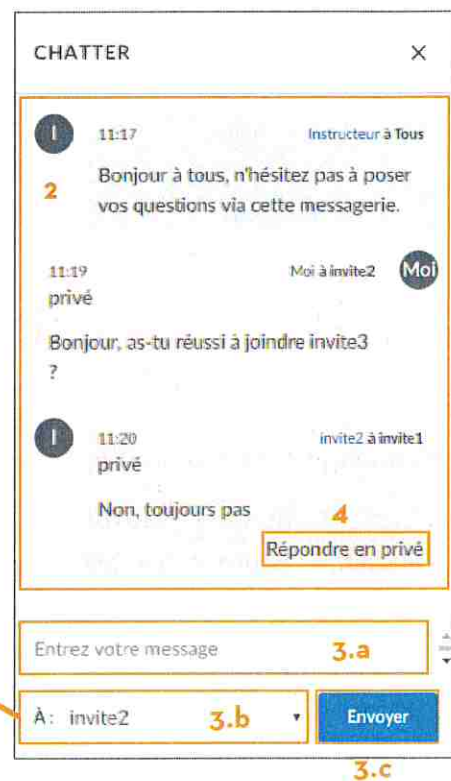 CHATTER ×
I 11:17 Instructeur à Tous
2 Bonjour à tous, n'hésitez pas à poser
vos questions via cette messagerie.
11:19 Moi à invite2 Moi
privé
Bonjour, as-tu réussi à joindre invite3
?
I 11:20 invite2 à invite1
privé
Non, toujours pas
4
Répondre en privé
Entrez votre message 3.a
À : invite2 3.b Envoyer
3.c